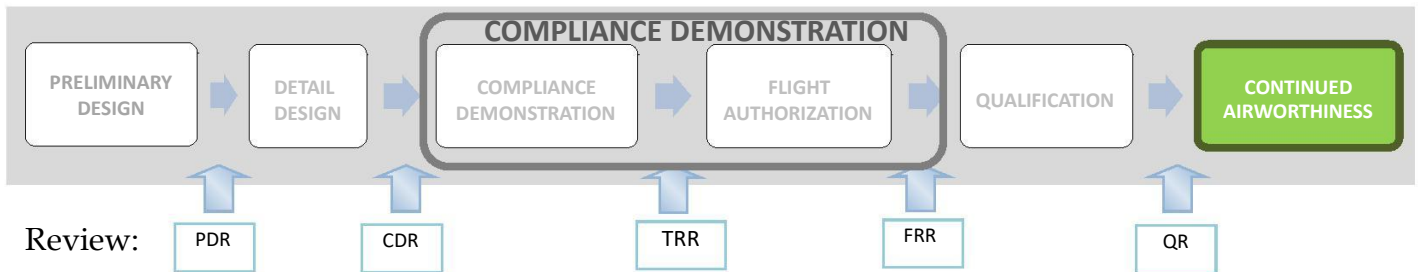 COMPLIANCE DEMONSTRATION
PRELIMINARY
DESIGN
DETAIL
DESIGN
COMPLIANCE
DEMONSTRATION
FLIGHT
AUTHORIZATION
QUALIFICATION
CONTINUED
AIRWORTHINESS
Review:
PDR
CDR
TRR
FRR
QR